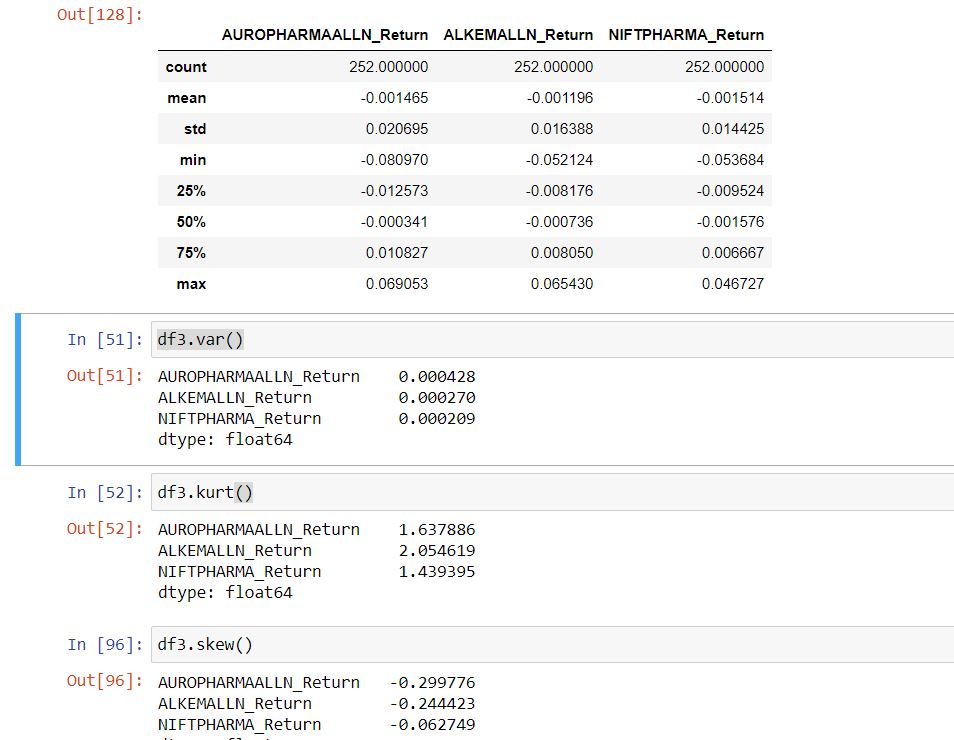 Out[128]:
AUROPHARMAALLN_Return ALKEMALLN_Return NIFTPHARMA_Return
count 252.000000 252.000000 252.000000
mean -0.001465 -0.001196 -0.001514
std 0.020695 0.016388 0.014425
min -0.080970 -0.052124 -0.053684
25% -0.012573 -0.008176 -0.009524
50% -0.000341 -0.000736 -0.001576
75% 0.010827 0.008050 0.006667
max 0.069053 0.065430 0.046727
In [51]: df3.var()
Out[51]: AUROPHARMAALLN_Return 0.000428
ALKEMALLN_Return 0.000270
NIFTPHARMA_Return 0.000209
dtype: float64
In [52]: df3.kurt()
Out[52]: AUROPHARMAALLN_Return 1.637886
ALKEMALLN_Return 2.054619
NIFTPHARMA_Return 1.439395
dtype: float64
In [96]: df3.skew()
Out[96]: AUROPHARMAALLN_Return -0.299776
ALKEMALLN_Return -0.244423
NIFTPHARMA_Return -0.062749